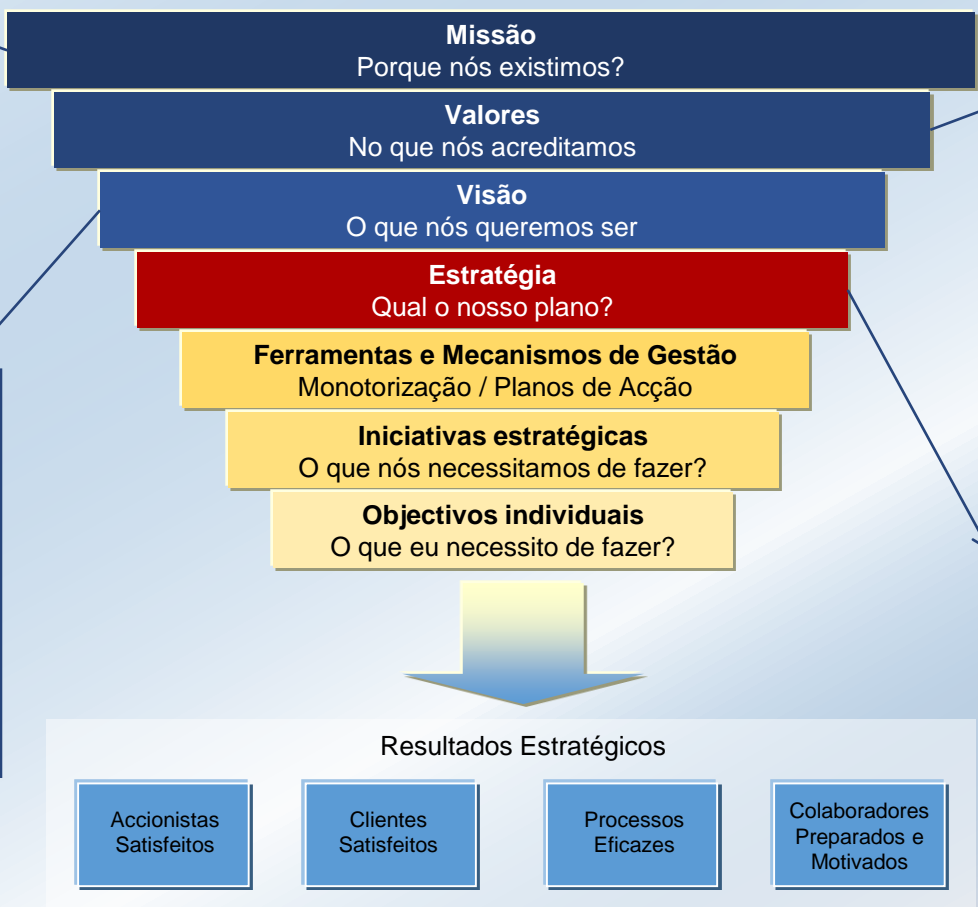 Missão
Porque nós existimos?
Valores
No que nós acreditamos
Visão
O que nós queremos ser
Estratégia
Qual o nosso plano?
Ferramentas e Mecanismos de Gestão
Monotorização / Planos de Acção
Iniciativas estratégicas
O que nós necessitamos de fazer?
Objectivos individuais
O que eu necessito de fazer?
Resultados Estratégicos
Accionistas
Satisfeitos
Clientes
Satisfeitos
Processos
Eficazes
Colaboradores
Preparados e
Motivados